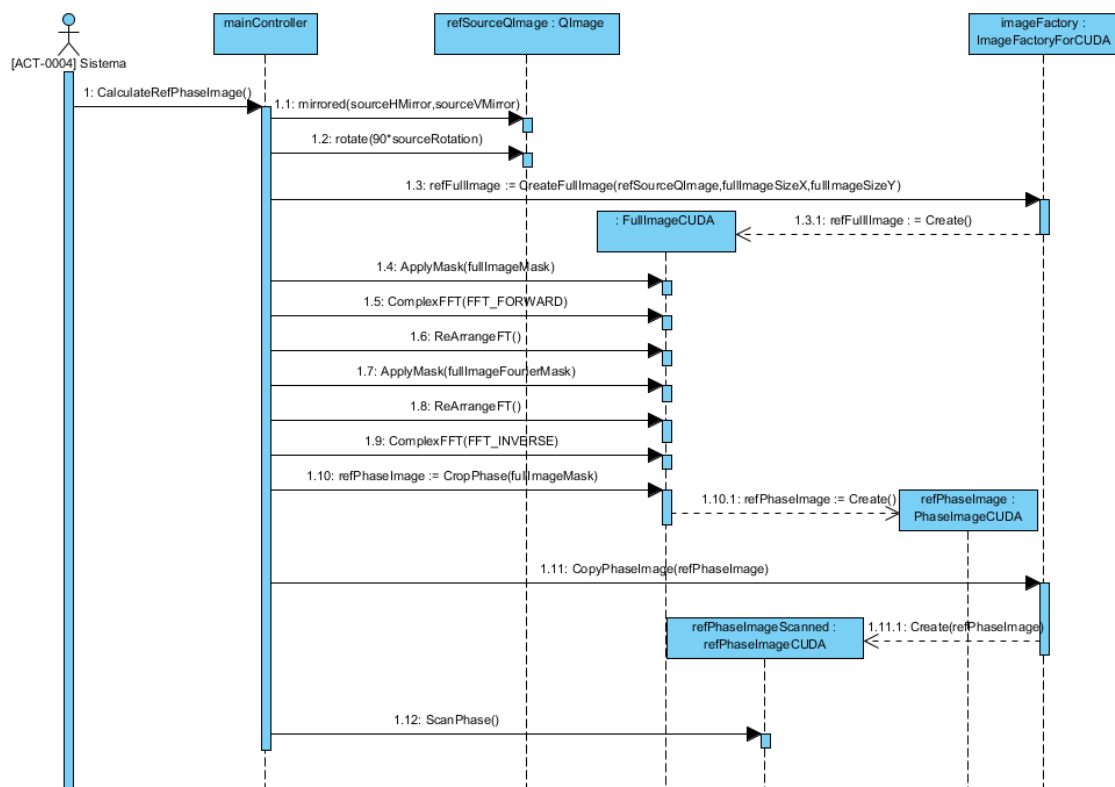 mainController
refSourceQImage : QImage
imageFactory :
ImageFactoryForCUDA
[ACT-0004] Sistema
1: CalculateRefPhaseImage()
1.1: mirrored(sourceHMirror,sourceVMirror)
1.2: rotate(90*sourceRotation)
1.3: refFullImage := CreateFullImage(refSourceQImage,fullImageSizeX,fullImageSizeY)
: FullImageCUDA
1.3.1: refFullImage : = Create()
1.4: ApplyMask(fullImageMask)
1.5: ComplexFFT(FFT_FORWARD)
1.6: ReArrangeFT()
1.7: ApplyMask(fullImageFourierMask)
1.8: ReArrangeFT()
1.9: ComplexFFT(FFT_INVERSE)
1.10: refPhaseImage := CropPhase(fullImageMask)
1.10.1: refPhaseImage := Create()
refPhaseImage :
PhaseImageCUDA
1.11: CopyPhaseImage(refPhaseImage)
refPhaseImageScanned :
refPhaseImageCUDA
1.11.1: Create(refPhaseImage)
1.12: ScanPhase()